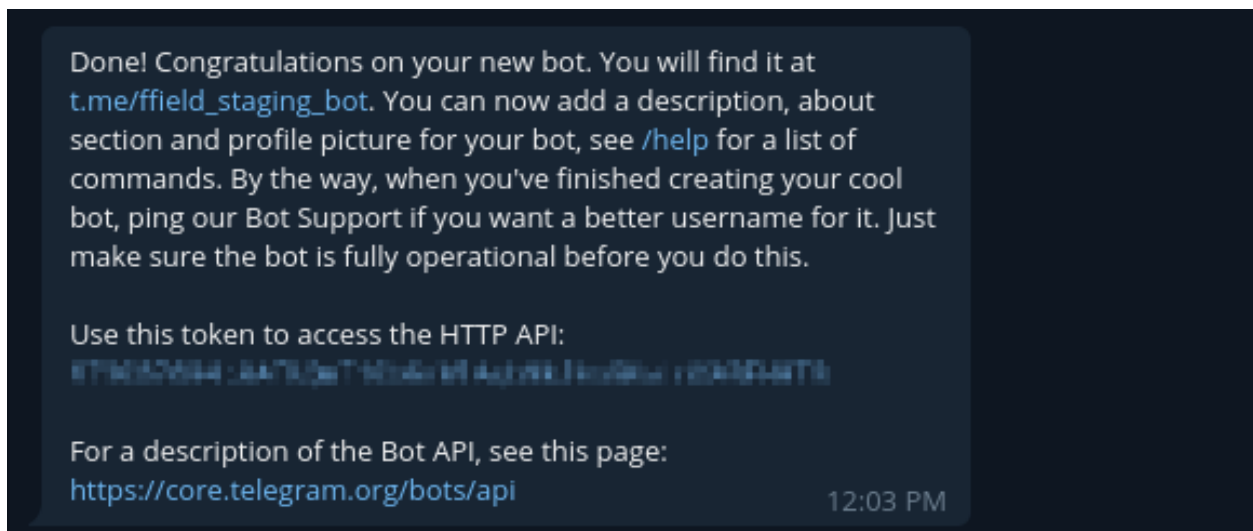 Done! Congratulations on your new bot. You will find it at
t.me/ffield_staging_bot. You can now add a description, about
section and profile picture for your bot, see /help for a list of
commands. By the way, when you've finished creating your cool
bot, ping our Bot Support if you want a better username for it. Just
make sure the bot is fully operational before you do this.
Use this token to access the HTTP API:
For a description of the Bot API, see this page:
https://core.telegram.org/bots/api
12:03 PM